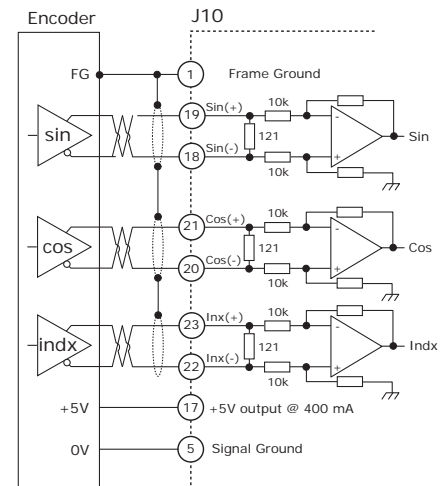 Encoder J10
FG 1 Frame Ground
sin 19 Sin(+) 10k - Sin
121
18 Sin(-) + 
10k
cos 21 Cos(+) 10k - Cos
121
20 Cos(-) +
10k
indx 23 Inx(+) 10k - Indx
121
22 Inx(-) +
10k
+5V 17 +5V output @ 400 mA
0V 5 Signal Ground